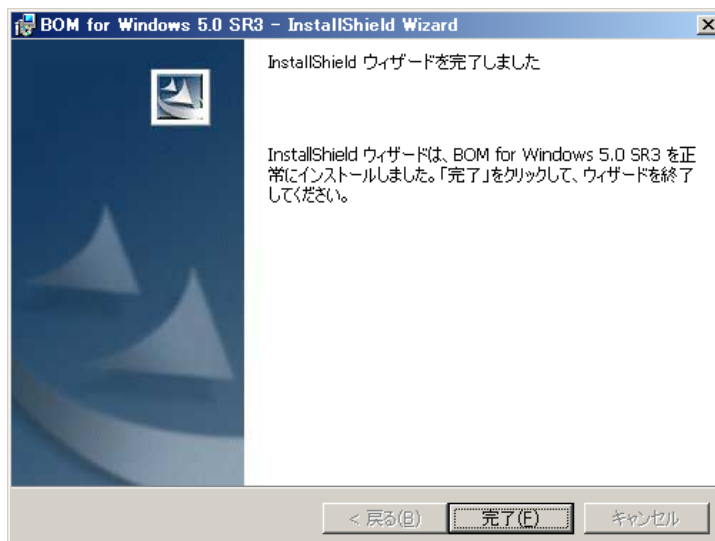 BOM for Windows 5.0 SR3 - InstallShield Wizard
InstallShield ウィザードを完了しました
InstallShield ウィザードは、BOM for Windows 5.0 SR3 を正
常にインストールしました。「完了」をクリックして、ウィザードを終了
してください。
< 戻る(B) 完了(F) キャンセル